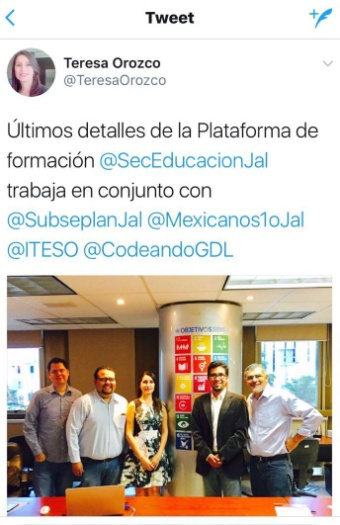 Tweet
Teresa Orozco
@TeresaOrozco
Últimos detalles de la Plataforma de
formación @SecEducacionJal
trabaja en conjunto con
@SubseplanJal @Mexicanos1oJal
@ITESO @CodeandoGDL
OBJETIVOS